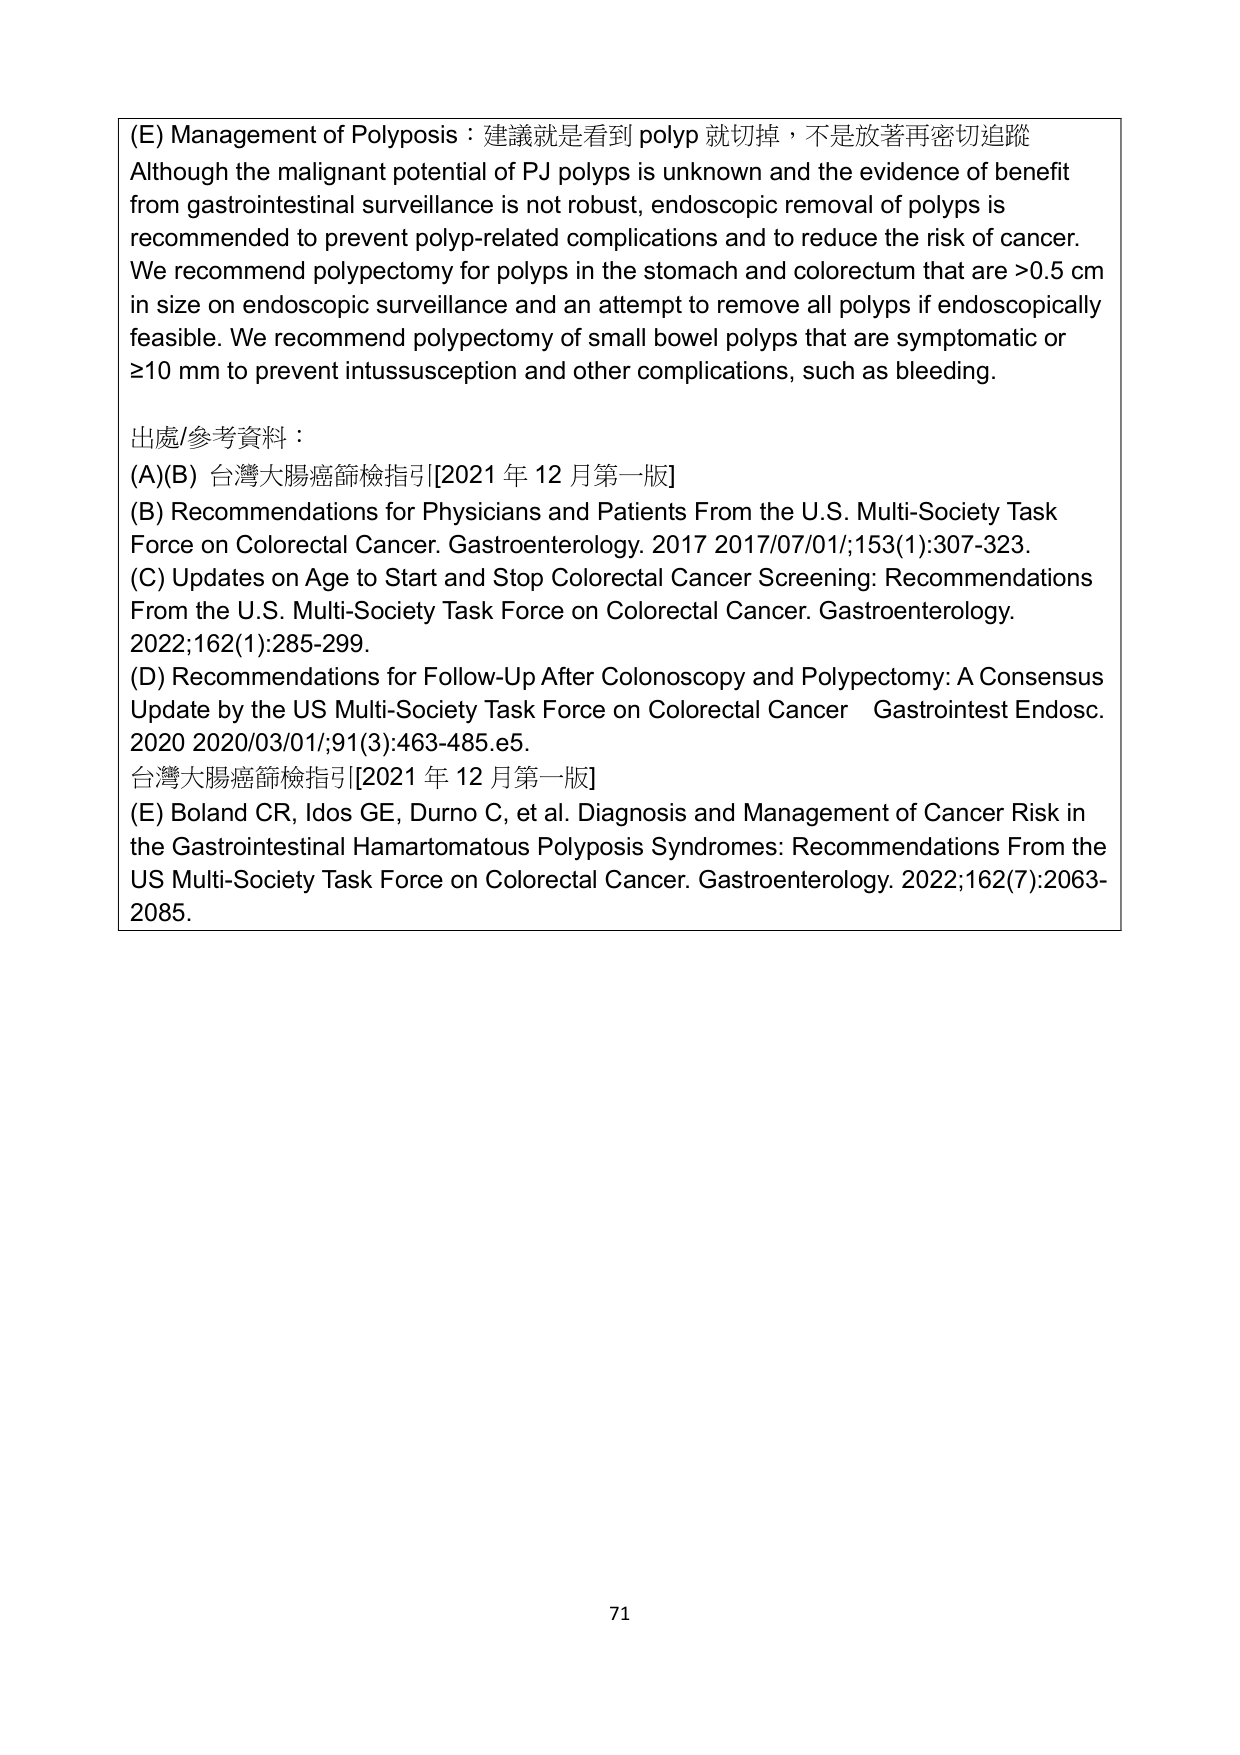 (E) Management of Polyposis：建議就是看到 polyp 就切掉，不是放著再密切追蹤
Although the malignant potential of PJ polyps is unknown and the evidence of benefit
from gastrointestinal surveillance is not robust, endoscopic removal of polyps is
recommended to prevent polyp-related complications and to reduce the risk of cancer.
We recommend polypectomy for polyps in the stomach and colorectum that are >0.5 cm
in size on endoscopic surveillance and an attempt to remove all polyps if endoscopically
feasible. We recommend polypectomy of small bowel polyps that are symptomatic or
≥10 mm to prevent intussusception and other complications, such as bleeding.
出處/參考資料：
(A)(B) 台灣大腸癌篩檢指引[2021 年 12 月第一版]
(B) Recommendations for Physicians and Patients From the U.S. Multi-Society Task
Force on Colorectal Cancer. Gastroenterology. 2017 2017/07/01/;153(1):307-323.
(C) Updates on Age to Start and Stop Colorectal Cancer Screening: Recommendations
From the U.S. Multi-Society Task Force on Colorectal Cancer. Gastroenterology.
2022;162(1):285-299.
(D) Recommendations for Follow-Up After Colonoscopy and Polypectomy: A Consensus
Update by the US Multi-Society Task Force on Colorectal Cancer　Gastrointest Endosc.
2020 2020/03/01/;91(3):463-485.e5.
台灣大腸癌篩檢指引[2021 年 12 月第一版]
(E) Boland CR, Idos GE, Durno C, et al. Diagnosis and Management of Cancer Risk in
the Gastrointestinal Hamartomatous Polyposis Syndromes: Recommendations From the
US Multi-Society Task Force on Colorectal Cancer. Gastroenterology. 2022;162(7):2063-
2085.
71